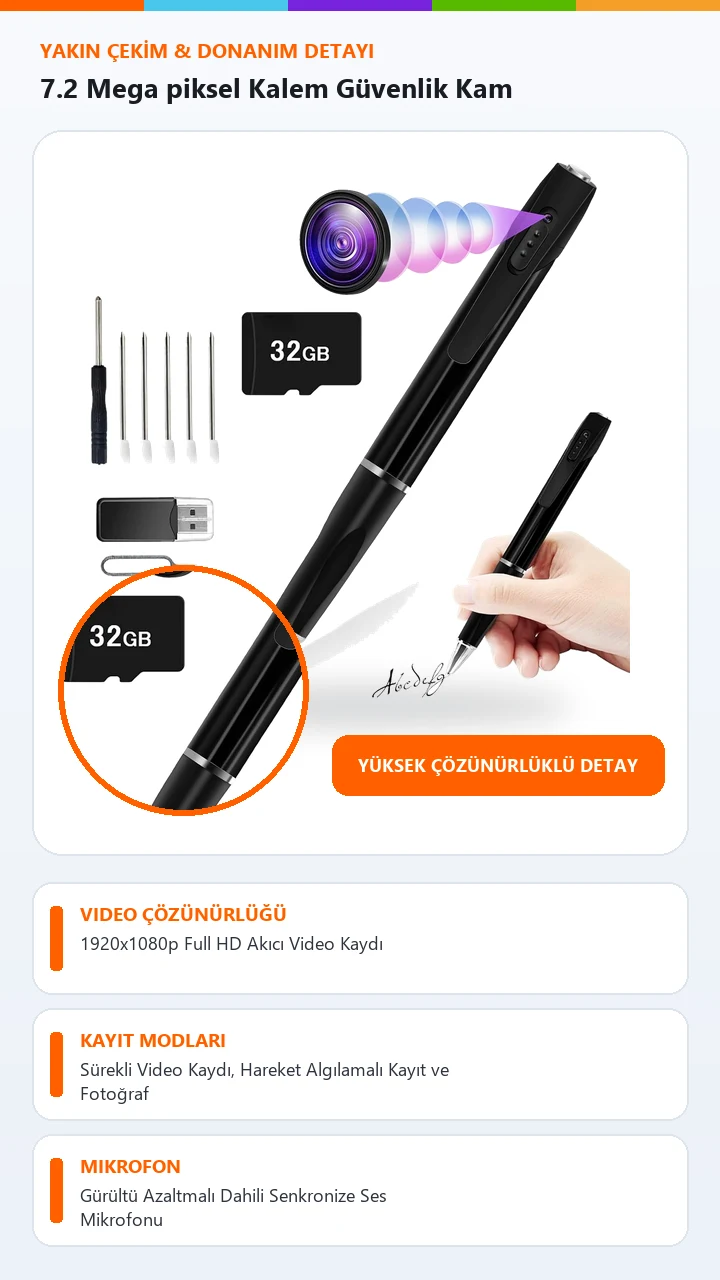 YAKIN ÇEKİM & DONANIM DETAYI
7.2 Mega piksel Kalem Güvenlik Kam
32GB
32GB
Abcdefg
YÜKSEK ÇÖZÜNÜRLÜKLÜ DETAY
VIDEO ÇÖZÜNÜRLÜĞÜ
1920x1080p Full HD Akıcı Video Kaydı
KAYIT MODLARI
Sürekli Video Kaydı, Hareket Algılamalı Kayıt ve
Fotoğraf
MIKROFON
Gürültü Azaltmalı Dahili Senkronize Ses
Mikrofonu